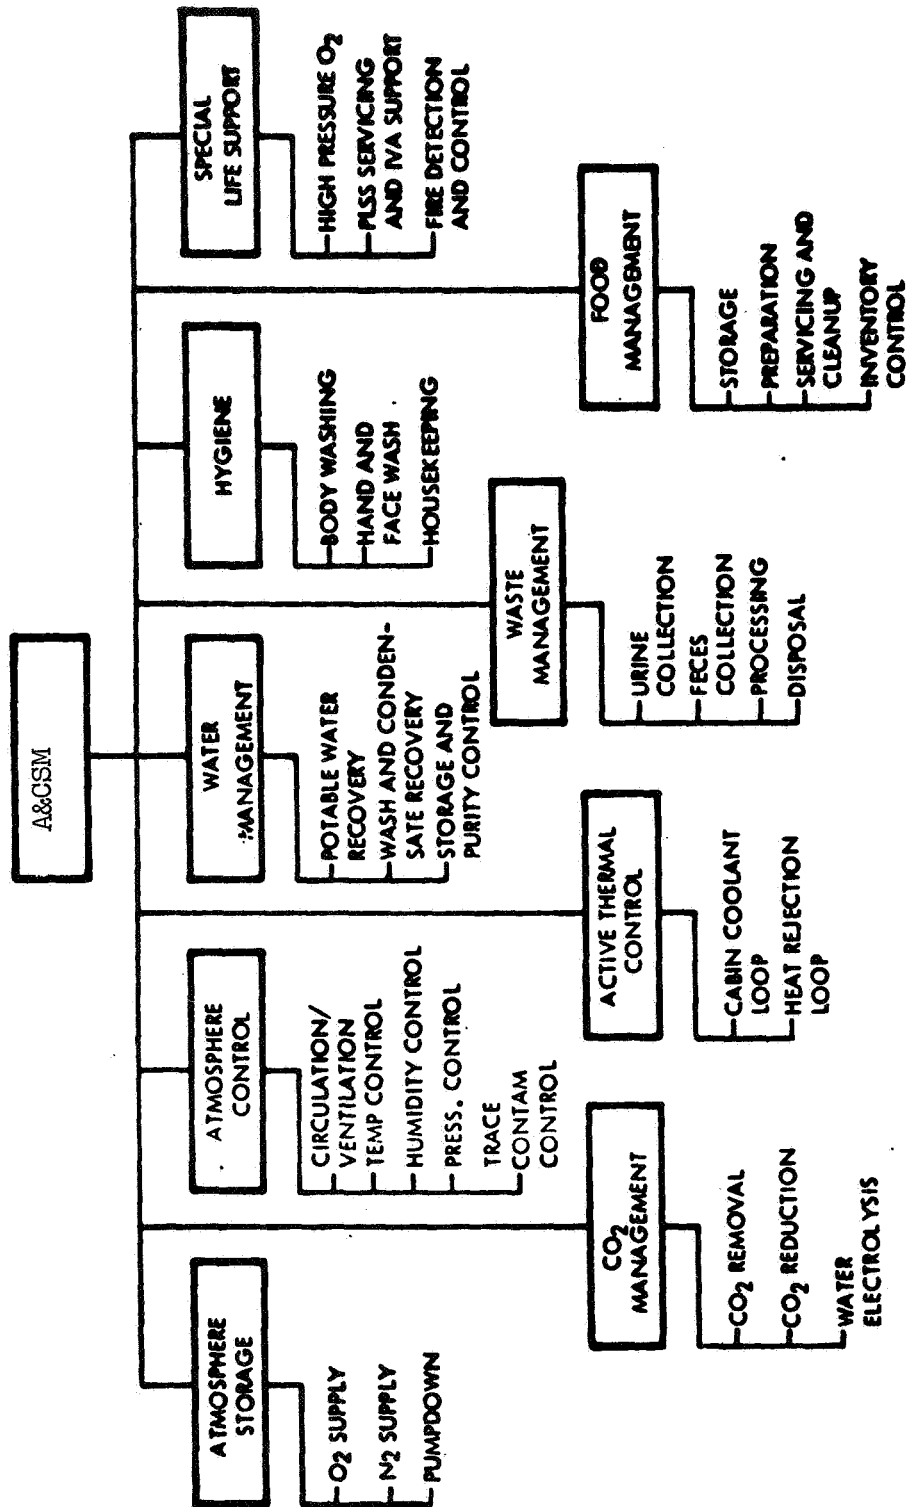 A&CSM
ATMOSPHERE
STORAGE
O2 SUPPLY
N2 SUPPLY
PUMPDOWN
CO2
MANAGEMENT
CO2 REMOVAL
CO2 REDUCTION
WATER
ELECTROLYSIS
ATMOSPHERE
CONTROL
CIRCULATION/
VENTILATION
TEMP CONTROL
HUMIDITY CONTROL
PRESS. CONTROL
TRACE
CONTAM
CONTROL
ACTIVE THERMAL
CONTROL
CABIN COOLANT
LOOP
HEAT REJECTION
LOOP
WATER
MANAGEMENT
POTABLE WATER
RECOVERY
WASH AND CONDEN-
SATE RECOVERY
STORAGE AND
PURITY CONTROL
WASTE
MANAGEMENT
URINE
COLLECTION
FECES
COLLECTION
PROCESSING
DISPOSAL
HYGIENE
BODY WASHING
HAND AND
FACE WASH
HOUSEKEEPING
FOOD
MANAGEMENT
STORAGE
PREPARATION
SERVICING AND
CLEANUP
INVENTORY
CONTROL
SPECIAL
LIFE SUPPORT
HIGH PRESSURE O2
PLSS SERVICING
AND IVA SUPPORT
FIRE DETECTION
AND CONTROL